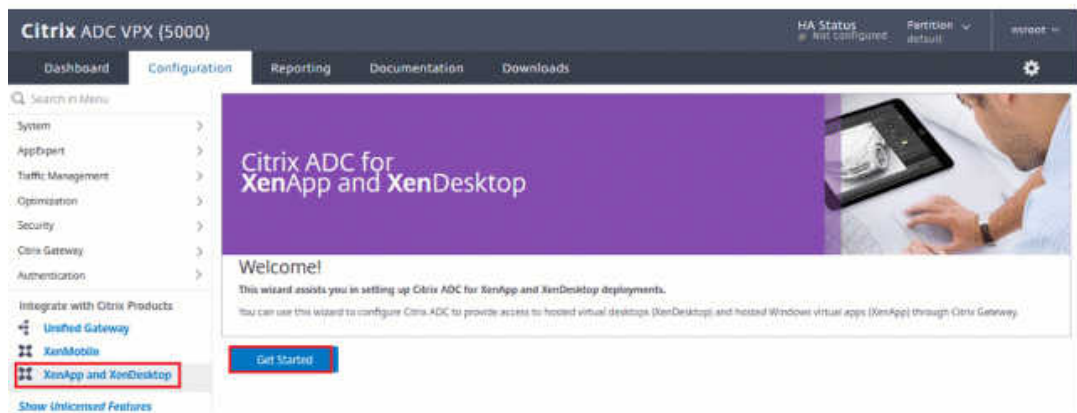 Citrix ADC VPX (5000)
HA Status
Not configured
Partition
default
nsroot
Dashboard
Configuration
Reporting
Documentation
Downloads
Search in Menu
System
AppExpert
Traffic Management
Optimization
Security
Citrix Gateway
Authentication
Integrate with Citrix Products
Unified Gateway
XenMobile
XenApp and XenDesktop
Show Unlicensed Features
Citrix ADC for
XenApp and XenDesktop
Welcome!
This wizard assists you in setting up Citrix ADC for XenApp and XenDesktop deployments.
You can use this wizard to configure Citrix ADC to provide access to hosted virtual desktops (XenDesktop) and hosted Windows virtual apps (XenApp) through Citrix Gateway.
Get Started